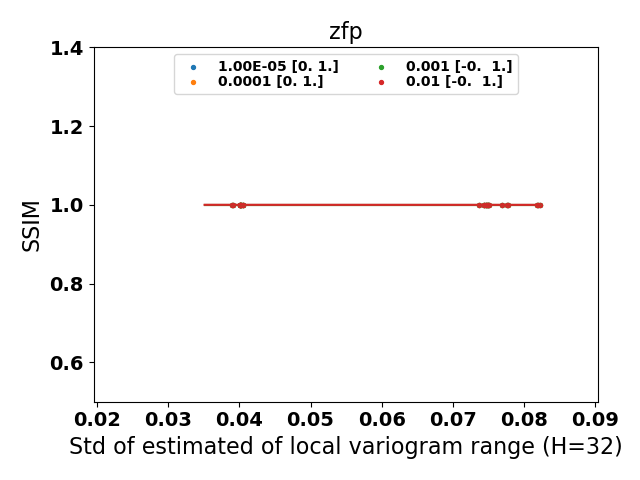 zfp
1.4
1.2
1.0
0.8
0.6
SSIM
1.00E-05 [0. 1.]
0.0001 [0. 1.]
0.001 [-0.  1.]
0.01 [-0.  1.]
0.02 0.03 0.04 0.05 0.06 0.07 0.08 0.09
Std of estimated of local variogram range (H=32)